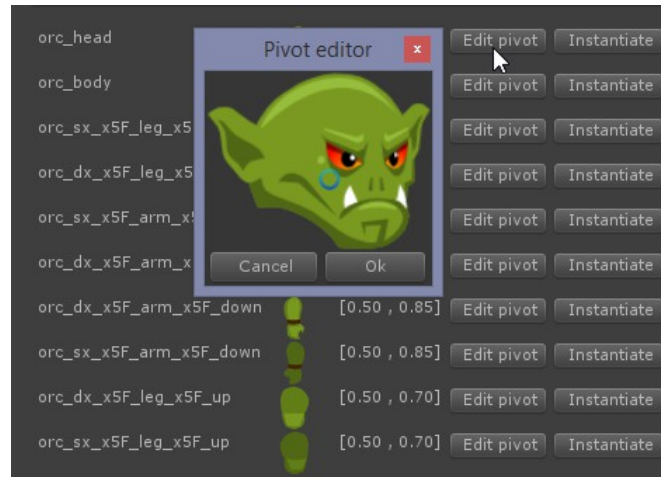 orc_head Edit pivot Instantiate
Pivot editor x
orc_body Edit pivot Instantiate
orc_sx_x5F_leg_x5 Edit pivot Instantiate
orc_dx_x5F_leg_x5 Edit pivot Instantiate
orc_sx_x5F_arm_x5 Edit pivot Instantiate
orc_dx_x5F_arm_x Edit pivot Instantiate
Cancel Ok
orc_dx_x5F_arm_x5F_down [0.50 , 0.85] Edit pivot Instantiate
orc_sx_x5F_arm_x5F_down [0.50 , 0.85] Edit pivot Instantiate
orc_dx_x5F_leg_x5F_up [0.50 , 0.70] Edit pivot Instantiate
orc_sx_x5F_leg_x5F_up [0.50 , 0.70] Edit pivot Instantiate